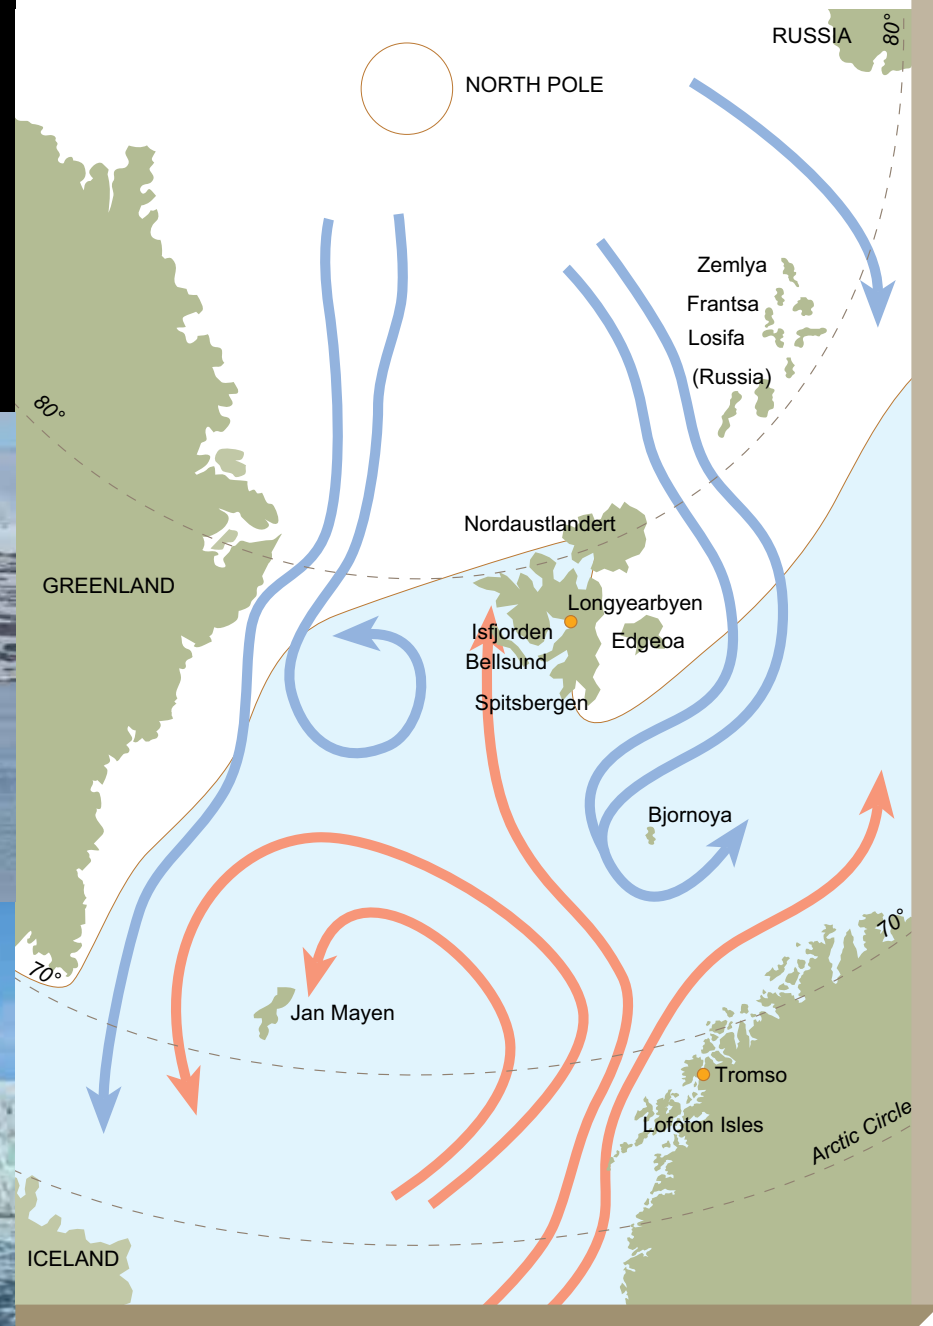 RUSSIA
80°
NORTH POLE
Zemlya
Frantsa
Losifa
(Russia)
80°
Nordaustlandert
GREENLAND
Longyearbyen
Isfjorden
Edgeoa
Bellsund
Spitsbergen
Bjornoya
70°
70°
Jan Mayen
Tromso
Lofoton Isles
Arctic Circle
ICELAND